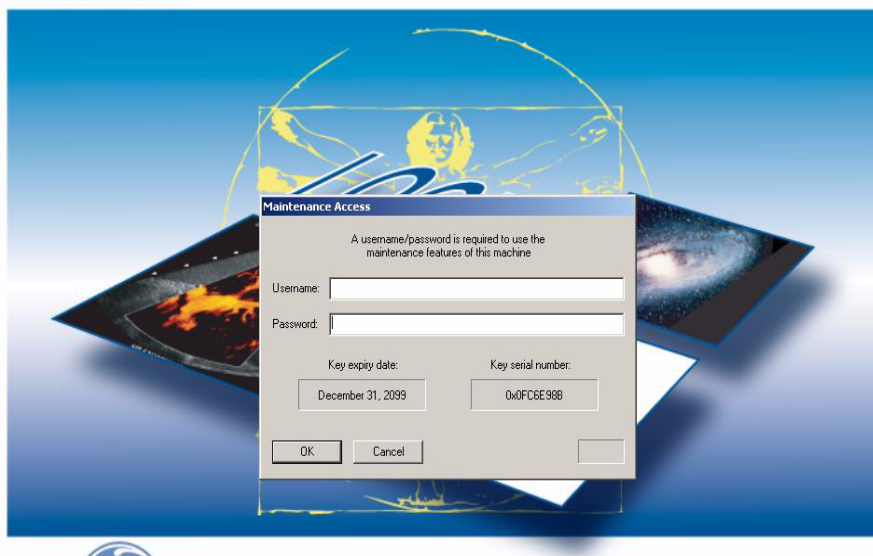 Maintenance Access
A username/password is required to use the
maintenance features of this machine
Username:
Password:
Key expiry date:
Key serial number:
December 31, 2099
0x0FC6E98B
OK
Cancel